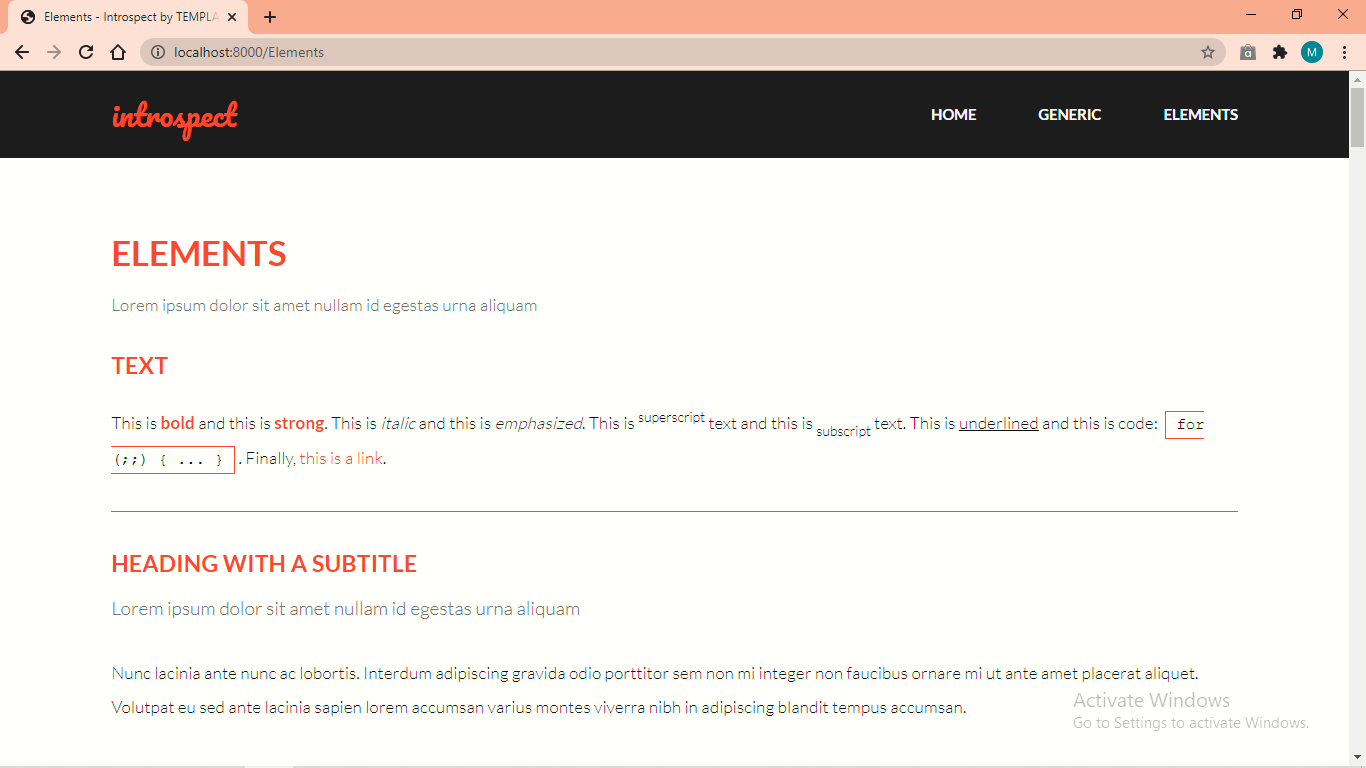 Elements - Introspect by TEMPLA
localhost:8000/Elements
a
M
introspect
HOME
GENERIC
ELEMENTS
ELEMENTS
Lorem ipsum dolor sit amet nullam id egestas urna aliquam
TEXT
This is bold and this is strong. This is italic and this is emphasized. This is superscript text and this is subscript text. This is underlined and this is code: for
(;;) { ... } . Finally, this is a link.
HEADING WITH A SUBTITLE
Lorem ipsum dolor sit amet nullam id egestas urna aliquam
Nunc lacinia ante nunc ac lobortis. Interdum adipiscing gravida odio porttitor sem non mi integer non faucibus ornare mi ut ante amet placerat aliquet.
Volutpat eu sed ante lacinia sapien lorem accumsan varius montes viverra nibh in adipiscing blandit tempus accumsan.
Activate Windows
Go to Settings to activate Windows.